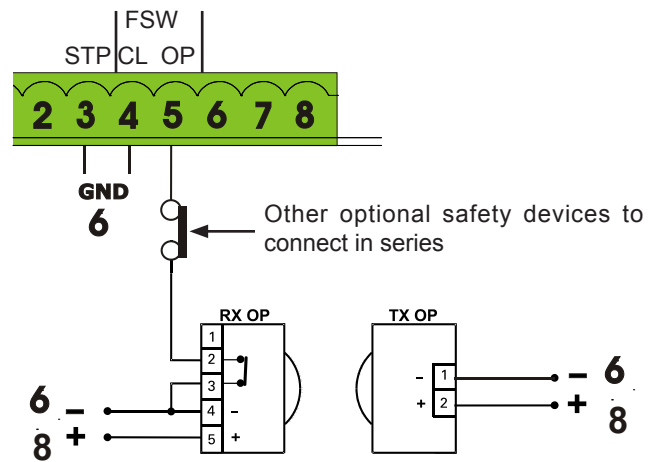 FSW
STP CL OP
2 3 4 5 6 7 8
GND
6
Other optional safety devices to
connect in series
RX OP
TX OP
1
2
3
4 -
5 +
6 -
8 +
- 1 - 6
+ 2 + 8